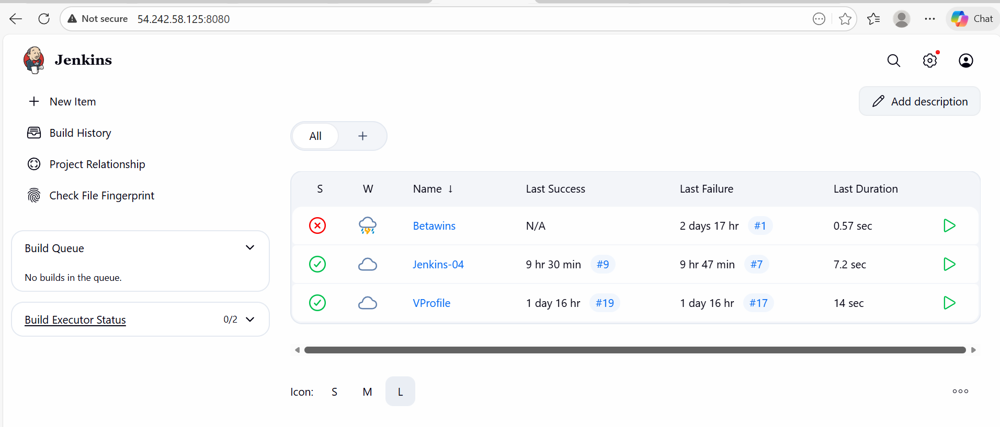 Not secure 54.242.58.125:8080 Chat
Jenkins
New Item
Build History
Project Relationship
Check File Fingerprint
Build Queue
No builds in the queue.
Build Executor Status 0/2
Add description
All +
S W Name ↓ Last Success Last Failure Last Duration
Betawins N/A 2 days 17 hr #1 0.57 sec
Jenkins-04 9 hr 30 min #9 9 hr 47 min #7 7.2 sec
VProfile 1 day 16 hr #19 1 day 16 hr #17 14 sec
Icon: S M L